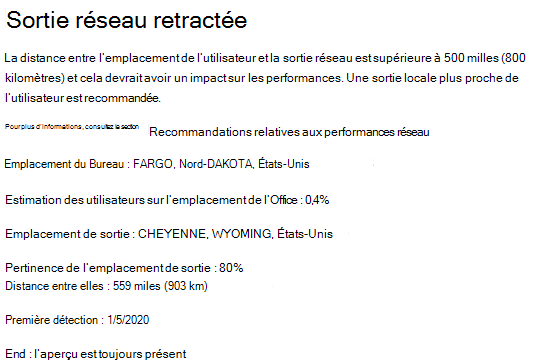 Sortie réseau retractée
La distance entre l'emplacement de l'utilisateur et la sortie réseau est supérieure à 500 milles (800
kilomètres) et cela devrait avoir un impact sur les performances. Une sortie locale plus proche de
l'utilisateur est recommandée.
Pour plus d'informations, consultez la section Recommandations relatives aux performances réseau
Emplacement du Bureau : FARGO, Nord-DAKOTA, États-Unis
Estimation des utilisateurs sur l'emplacement de l'Office : 0,4%
Emplacement de sortie : CHEYENNE, WYOMING, États-Unis
Pertinence de l'emplacement de sortie : 80%
Distance entre elles : 559 miles (903 km)
Première détection : 1/5/2020
End : l'aperçu est toujours présent